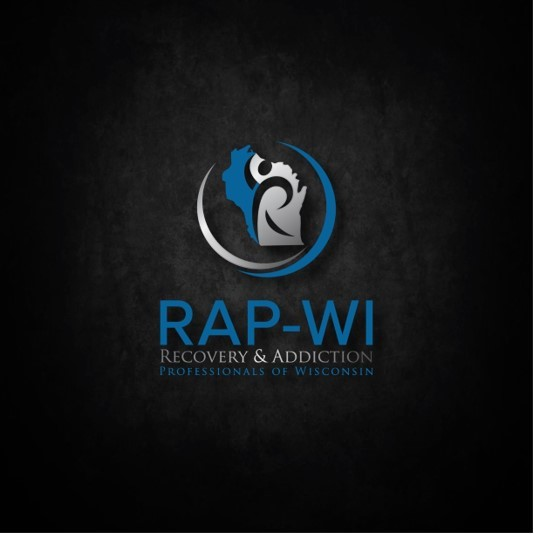 RAP-WI
RECOVERY & ADDICTION
PROFESSIONALS OF WISCONSIN